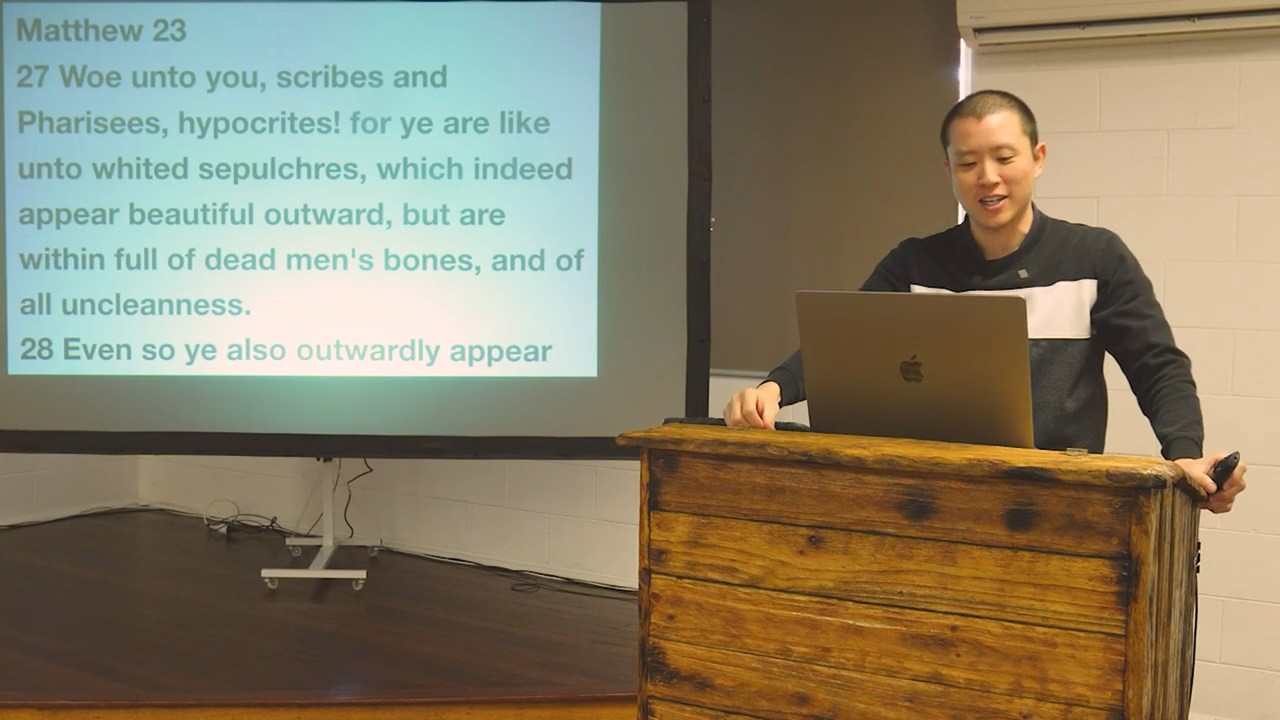 Matthew 23
27 Woe unto you, scribes and
Pharisees, hypocrites! for ye are like
unto whited sepulchres, which indeed
appear beautiful outward, but are
within full of dead men's bones, and of
all uncleanness.
28 Even so ye also outwardly appear